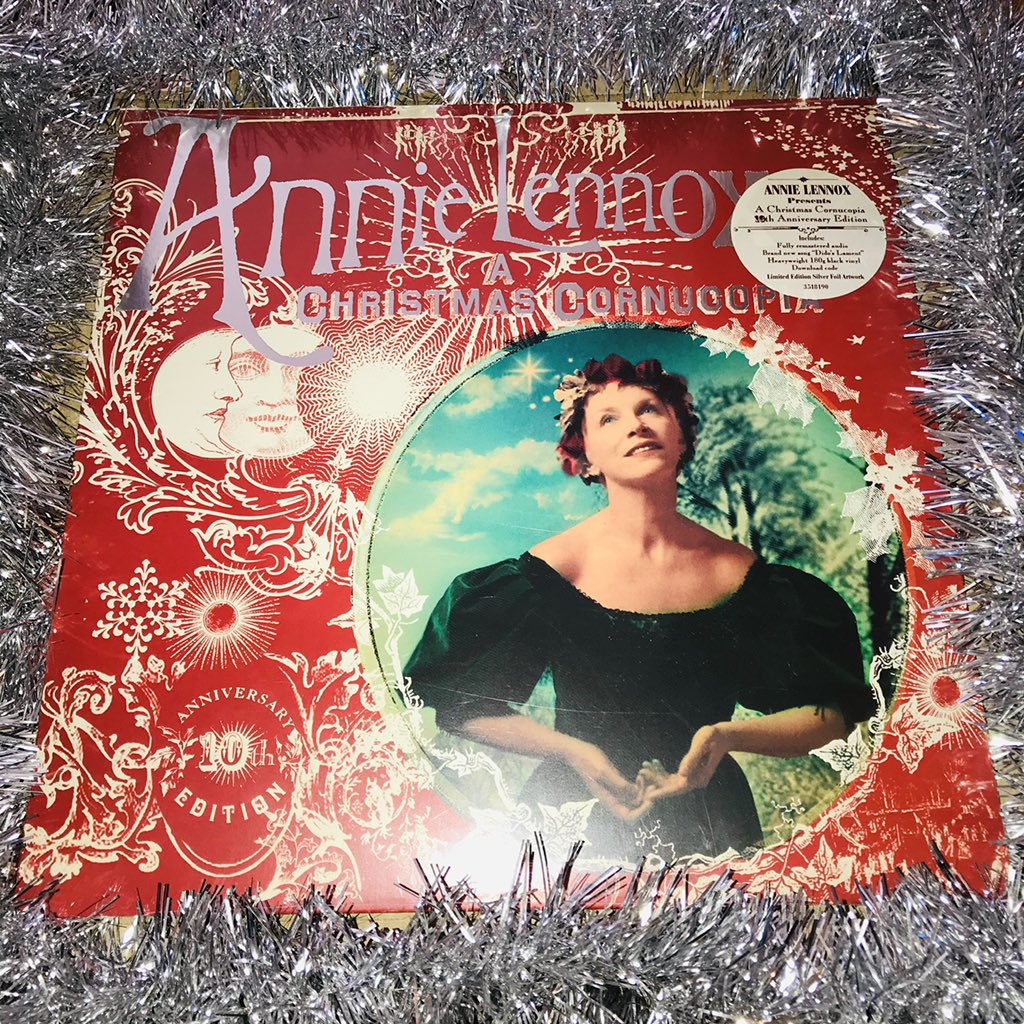 Annie Lennox
A
CHRISTMAS CORNUCOPIA
ANNIE LENNOX
Presents
A Christmas Cornucopia
10th Anniversary Edition
Includes:
Fully remastered audio
Brand new song "Dido's Lament"
Heavyweight 180g black vinyl
Download code
Limited Edition Silver Foil Artwork
3518190
ANNIVERSARY
10th
EDITION